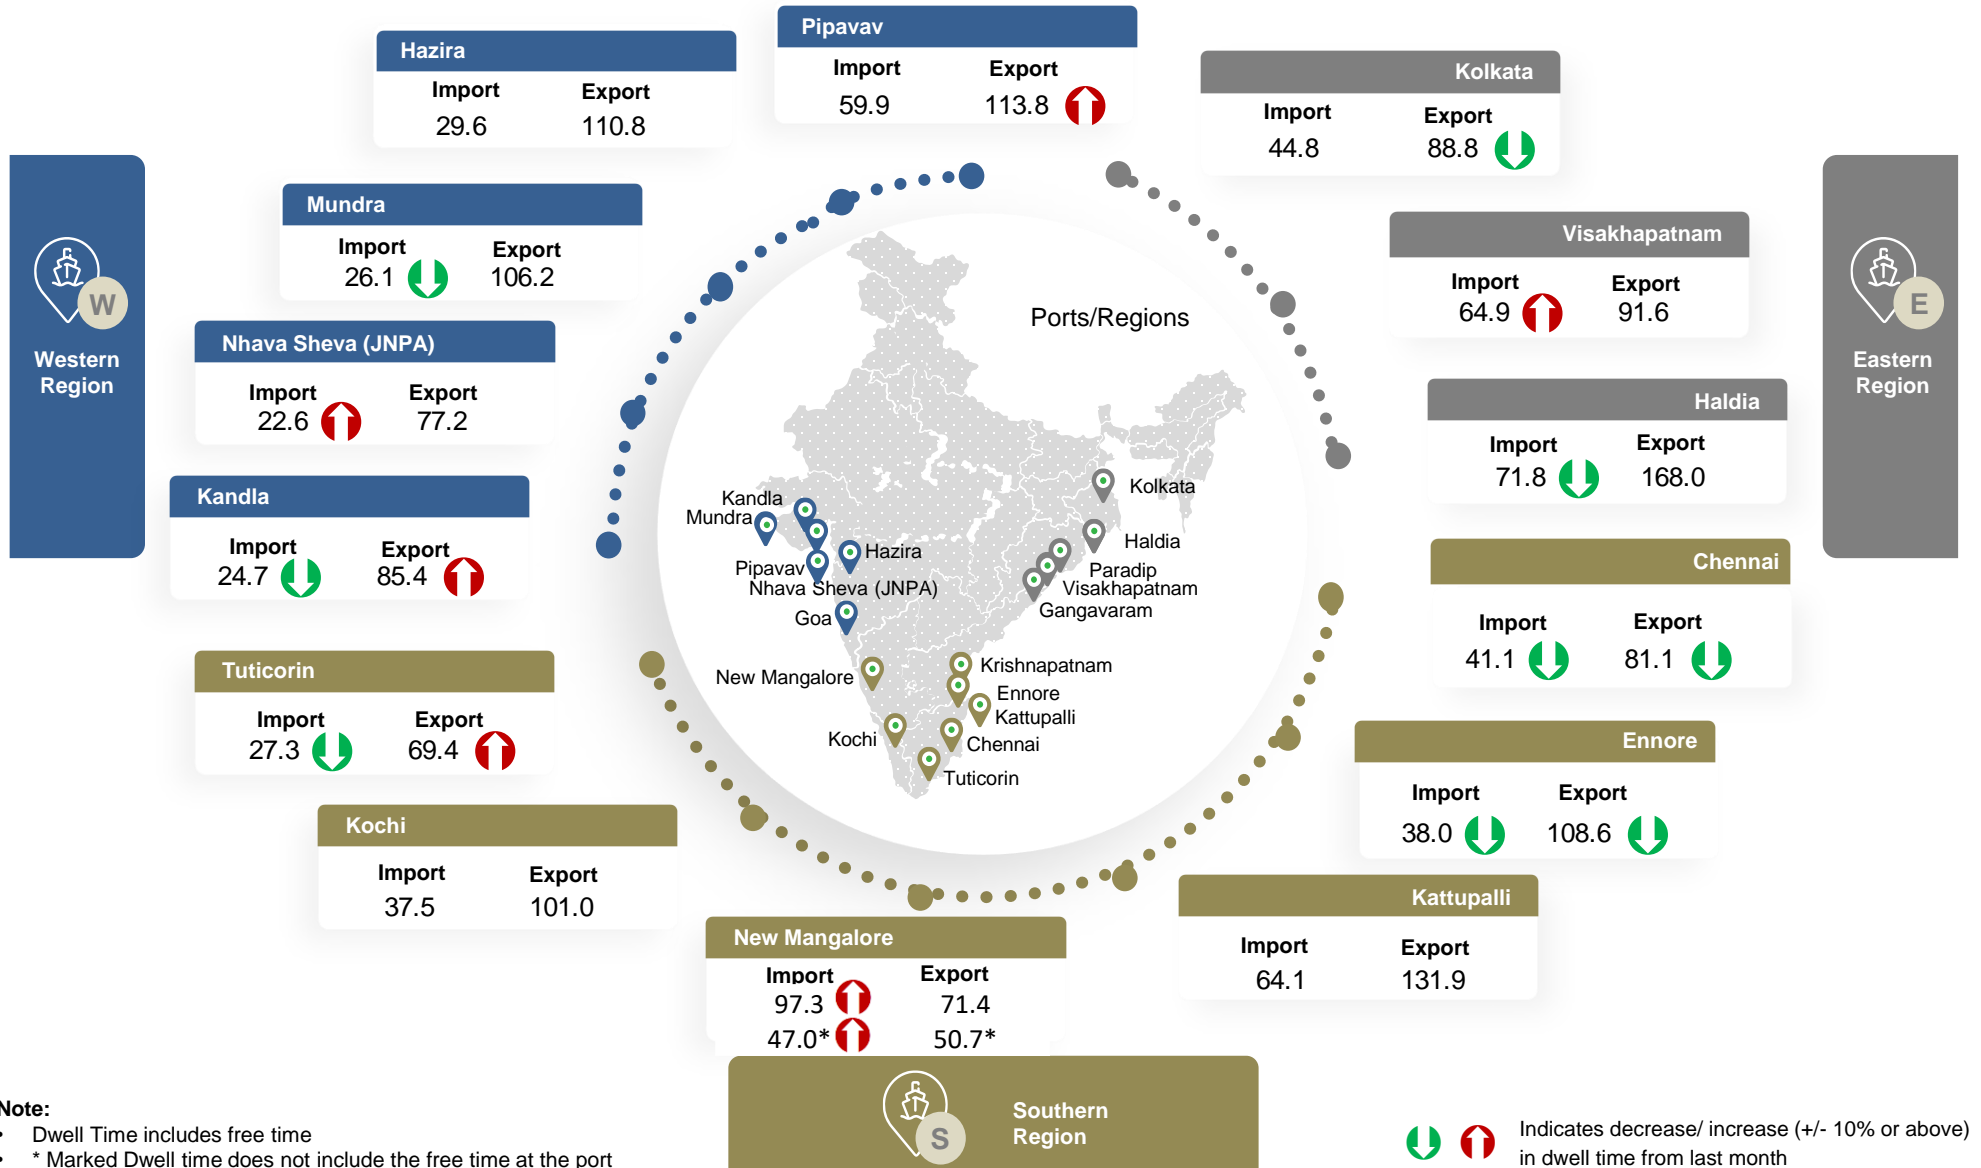 Hazira
Import Export
29.6 110.8
Pipavav
Import Export
59.9 113.8
Kolkata
Import Export
44.8 88.8
Mundra
Import Export
26.1 106.2
Visakhapatnam
Import Export
64.9 91.6
W
Western
Region
E
Eastern
Region
Nhava Sheva (JNPA)
Import Export
22.6 77.2
Haldia
Import Export
71.8 168.0
Kandla
Import Export
24.7 85.4
Chennai
Import Export
41.1 81.1
Tuticorin
Import Export
27.3 69.4
Ennore
Import Export
38.0 108.6
Kochi
Import Export
37.5 101.0
Kattupalli
Import Export
64.1 131.9
New Mangalore
Import Export
97.3 71.4
47.0* 50.7*
Ports/Regions
Kandla
Mundra
Kolkata
Haldia
Hazira
Pipavav
Paradip
Nhava Sheva (JNPA)
Visakhapatnam
Gangavaram
Goa
Krishnapatnam
New Mangalore
Ennore
Kattupalli
Kochi
Chennai
Tuticorin
S
Southern
Region
Note:
• Dwell Time includes free time
• * Marked Dwell time does not include the free time at the port
Indicates decrease/ increase (+/- 10% or above)
in dwell time from last month